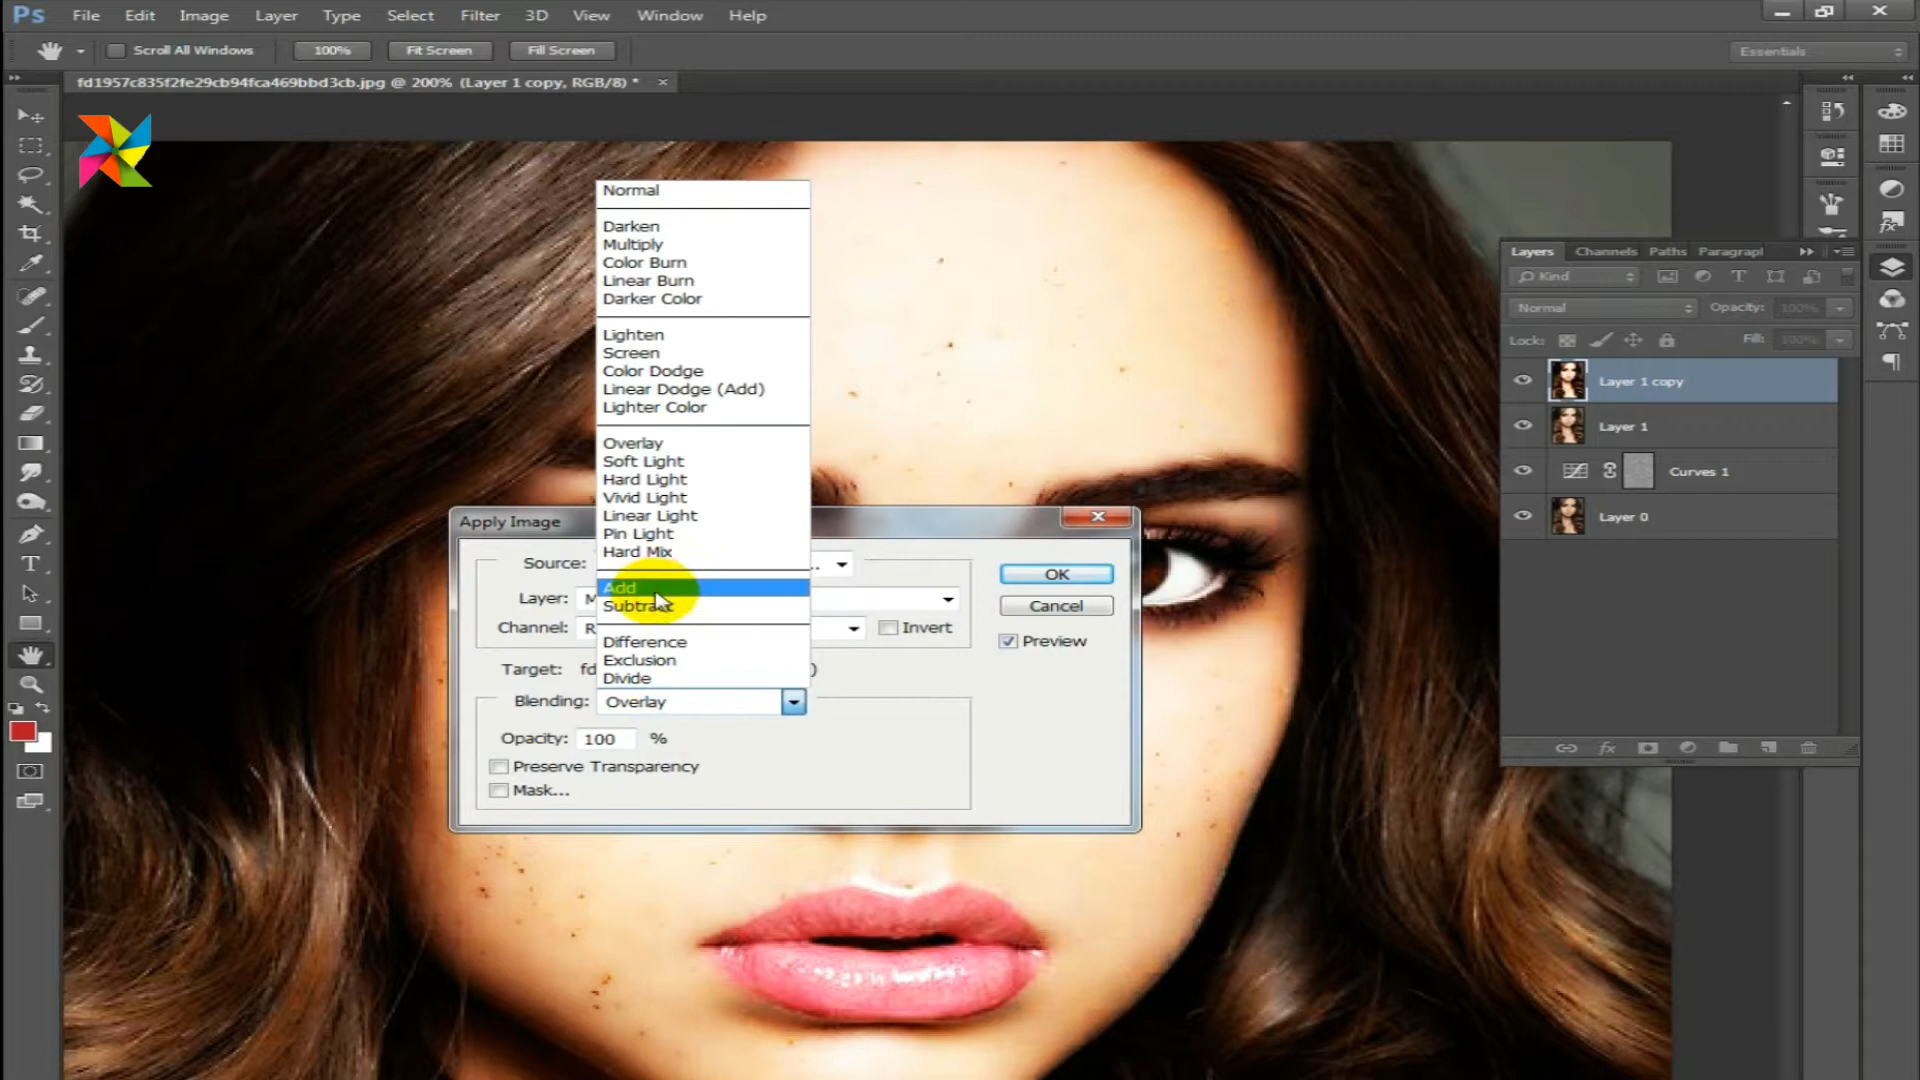 Ps File Edit Image Layer Type Select Filter 3D View Window Help
Scroll All Windows 100% Fit Screen Fill Screen Essentials
fd1957c835f2fe29cb94fca469bbd3cb.jpg @ 200% (Layer 1 copy, RGB/8) *
Normal
Darken
Multiply
Color Burn
Linear Burn
Darker Color
Lighten
Screen
Color Dodge
Linear Dodge (Add)
Lighter Color
Overlay
Soft Light
Hard Light
Vivid Light
Linear Light
Pin Light
Hard Mix
Add
Subtract
Difference
Exclusion
Divide
Apply Image
Source:
Layer:
Channel:
Invert
Target:
Blending: Overlay
Opacity: 100 %
Preserve Transparency
Mask...
OK
Cancel
Preview
Layers Channels Paths Paragrapl
Kind
Normal Opacity: 100%
Lock: Fill: 100%
Layer 1 copy
Layer 1
Curves 1
Layer 0